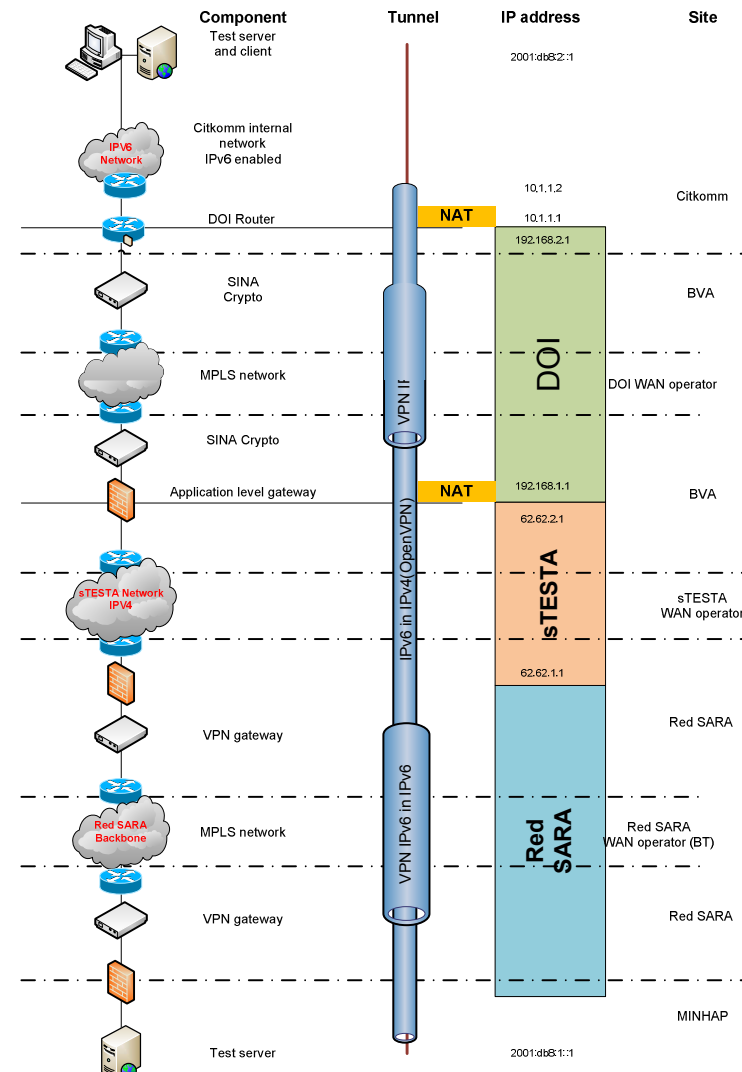 Component
Tunnel
IP address
Site
Test server
and client
2001:db8:2::1
IPV6
Network
Citkomm internal
network
IPv6 enabled
10.1.1.2
Citkomm
DOI Router
NAT
10.1.1.1
192.168.2.1
SINA
Crypto
BVA
DOI
MPLS network
DOI WAN operator
VPN IF
SINA Crypto
Application level gateway
NAT
192.168.1.1
BVA
62.62.2.1
IPv6 in IPv4(OpenVPN)
sTESTA
sTESTA Network
IPV4
sTESTA
WAN operator
62.62.1.1
VPN gateway
Red SARA
VPN IPv6 in IPv6
Red SARA
Backbone
MPLS network
Red
SARA
Red SARA
WAN operator (BT)
VPN gateway
Red SARA
MINHAP
Test server
2001:db8:1::1